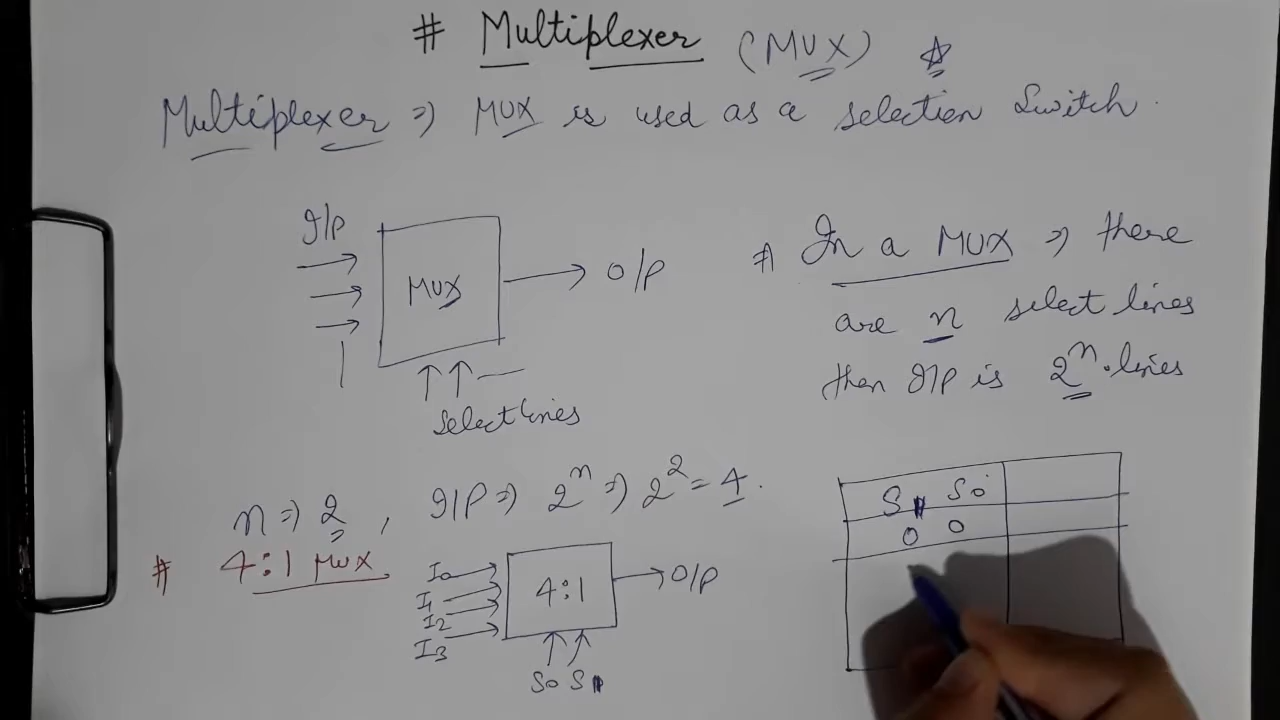 # Multiplexer (MUX) ☆
Multiplexer => MUX is used as a selection Switch.
I/P
MUX
O/P
Select lines
# In a MUX => there
are n select lines
then I/P is 2^n lines
n => 2, I/P => 2^n => 2^2 = 4.
# 4:1 MUX
I0
I1
I2
I3
4:1
O/P
S0 S1
S1 S0
0 0